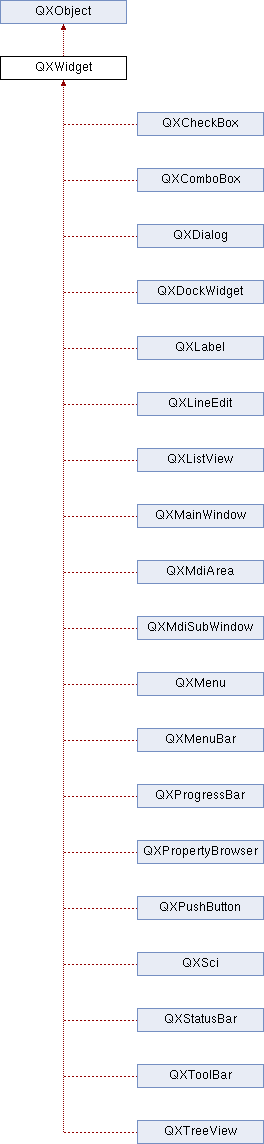 QXObject
QXWidget
QXCheckBox
QXComboBox
QXDialog
QXDockWidget
QXLabel
QXLineEdit
QXListView
QXMainWindow
QXMdiArea
QXMdiSubWindow
QXMenu
QXMenuBar
QXProgressBar
QXPropertyBrowser
QXPushButton
QXSci
QXStatusBar
QXToolBar
QXTreeView